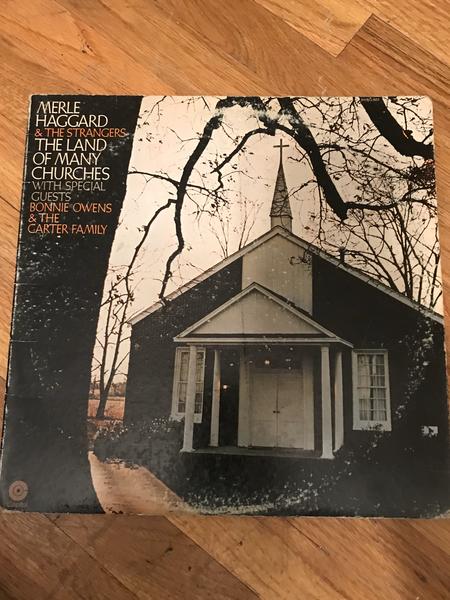 MERLE
HAGGARD
& THE STRANGERS
THE LAND
OF MANY
CHURCHES
WITH SPECIAL
GUESTS
BONNIE OWENS
& THE
CARTER FAMILY